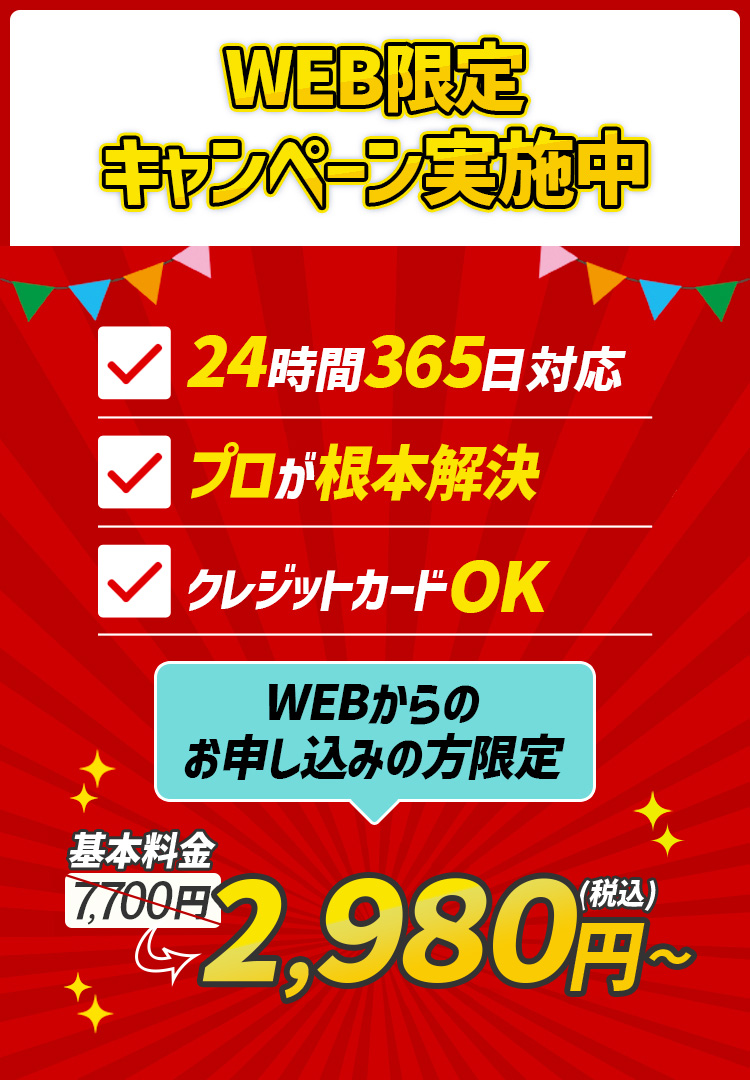 WEB限定
キャンペーン実施中
24時間365日対応
プロが根本解決
クレジットカードOK
WEBからの
お申し込みの方限定
基本料金
7,700円
2,980円～
(税込)